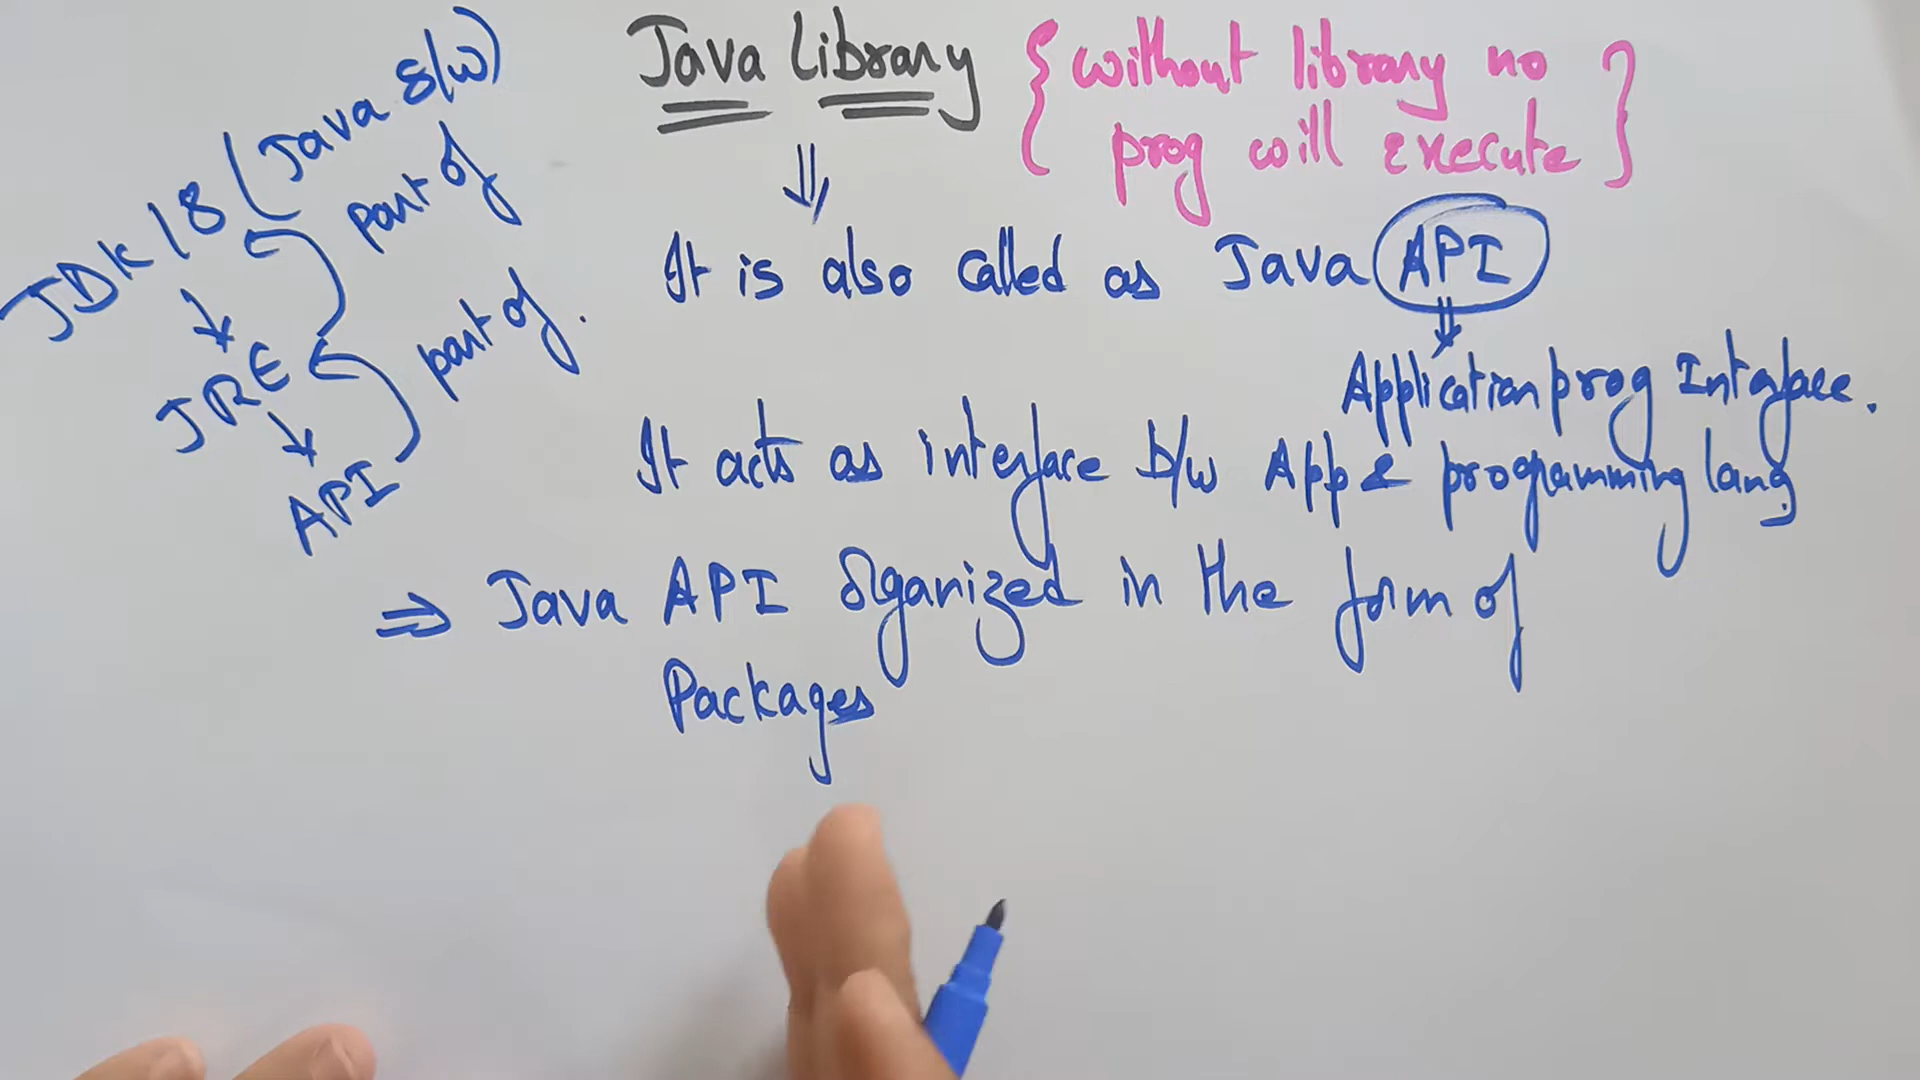 Java Library
{ without library no
prog will execute }
It is also called as Java API
Application prog Interface.
It acts as interface b/w App & programming lang
⇒ Java API Organized in the form of
Packages
JDK 18 (Java S/w)
part of
JRE
part of.
API